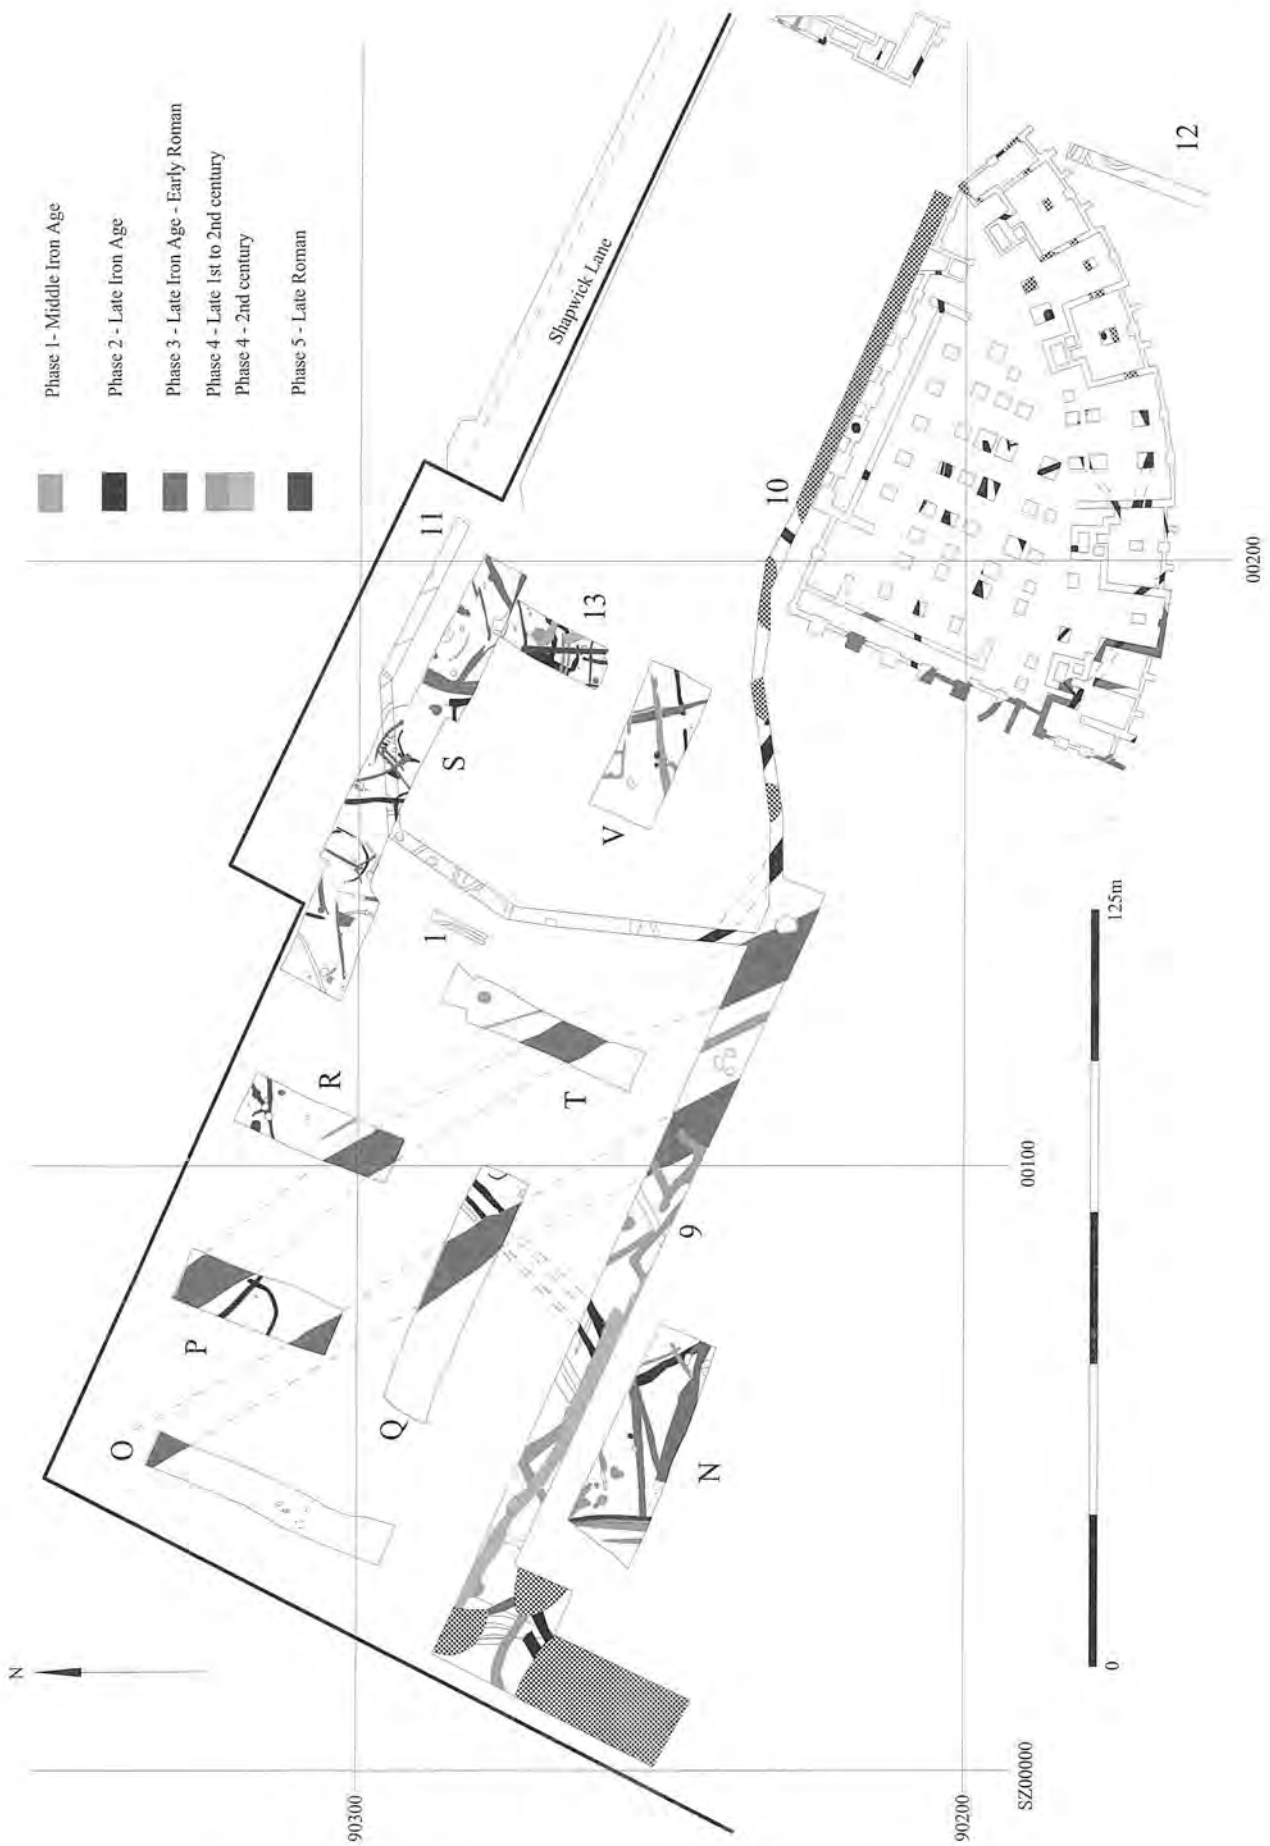 Phase 1- Middle Iron Age
Phase 2 - Late Iron Age
Phase 3 - Late Iron Age - Early Roman
Phase 4 - Late 1st to 2nd century
Phase 4 - 2nd century
Phase 5 - Late Roman
Shapwick Lane
12
11
10
13
S
V
1
R
T
P
9
Q
O
N
N
90300
90200
00200
00100
SZ00000
0
125m